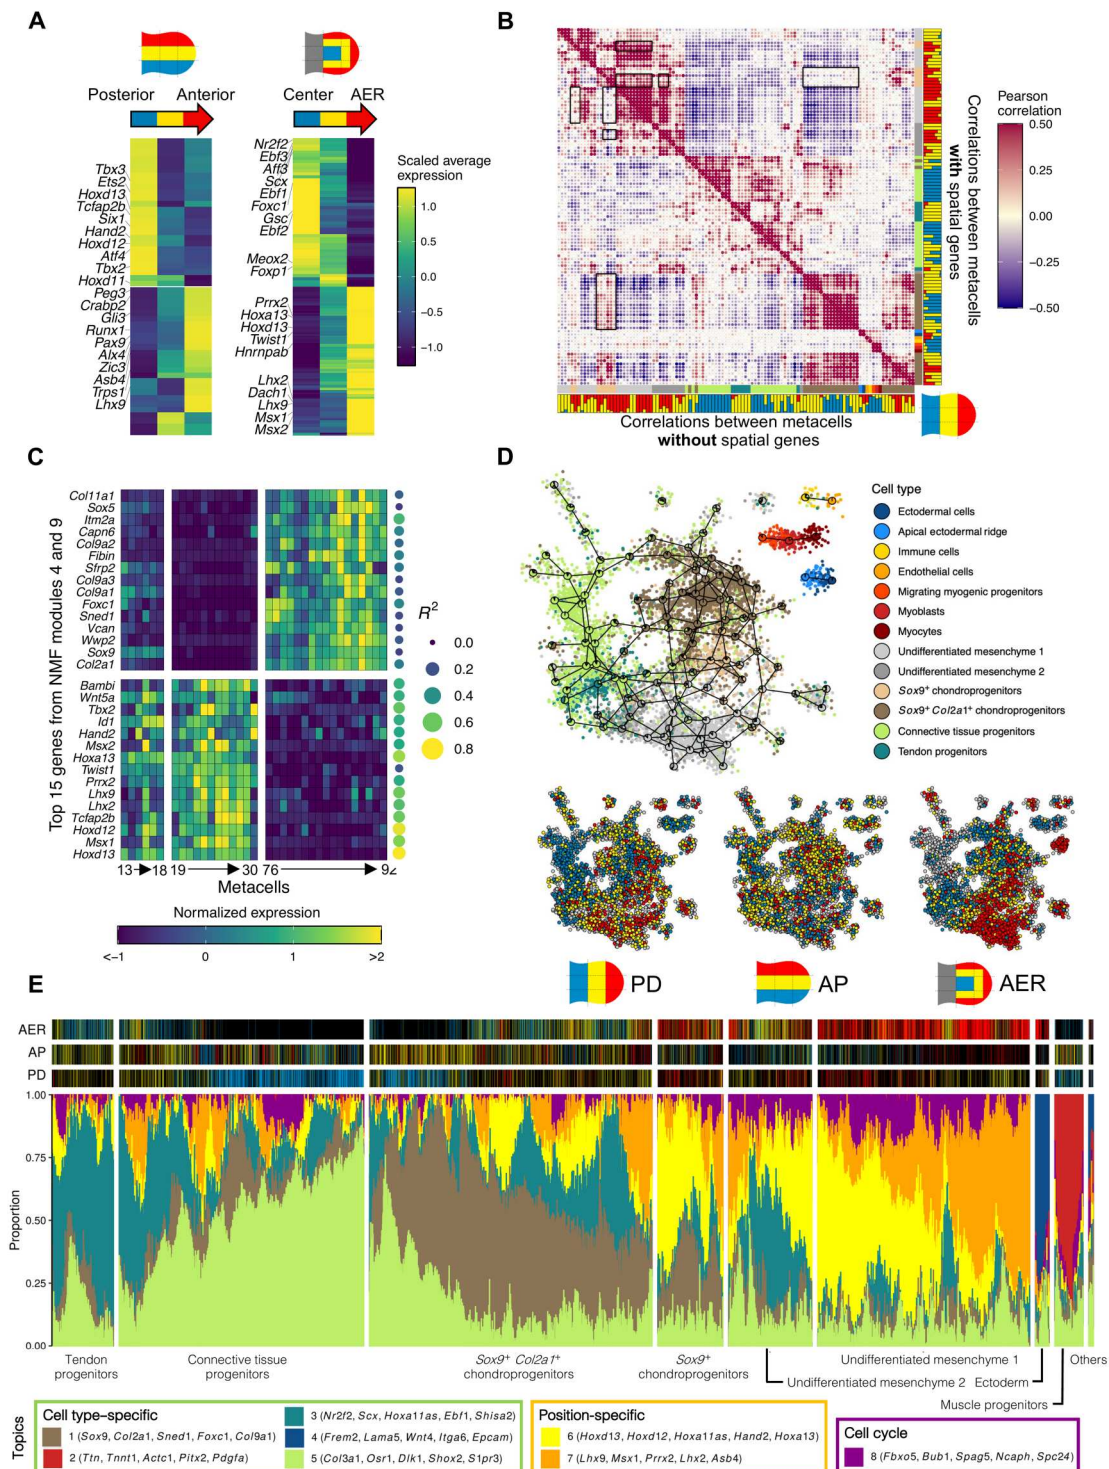 A
Posterior Anterior
Center AER
Tbx3
Ets2
Hoxd13
Tcfap2b
Six1
Hand2
Hoxd12
Atf4
Tbx2
Hoxd11
Peg3
Crabp2
Gli3
Runx1
Pax9
Alx4
Zic3
Asb4
Trps1
Lhx9
Nr2f2
Ebf3
Aff3
Scx
Ebf1
Foxc1
Gsc
Ebf2
Meox2
Foxp1
Prrx2
Hoxa13
Hoxd13
Twist1
Hnrnpab
Lhx2
Dach1
Lhx9
Msx1
Msx2
Scaled average
expression
1.0
0.5
0.0
−0.5
−1.0
B
Correlations between metacells
with spatial genes
Correlations between metacells
without spatial genes
Pearson
correlation
0.50
0.25
0.00
−0.25
−0.50
C
Top 15 genes from NMF modules 4 and 9
Col11a1
Sox5
Itm2a
Capn6
Col9a2
Fibin
Sfrp2
Col9a3
Col9a1
Foxc1
Sned1
Vcan
Wwp2
Sox9
Col2a1
Bambi
Wnt5a
Tbx2
Id1
Hand2
Msx2
Hoxa13
Twist1
Prrx2
Lhx9
Lhx2
Tcfap2b
Hoxd12
Msx1
Hoxd13
13 18 19 30 76 92
Metacells
R2
0.0
0.2
0.4
0.6
0.8
Normalized expression
<-1 0 1 >2
D
Cell type
Ectodermal cells
Apical ectodermal ridge
Immune cells
Endothelial cells
Migrating myogenic progenitors
Myoblasts
Myocytes
Undifferentiated mesenchyme 1
Undifferentiated mesenchyme 2
Sox9+ chondroprogenitors
Sox9+ Col2a1+ chondroprogenitors
Connective tissue progenitors
Tendon progenitors
PD AP AER
E
AER
AP
PD
Proportion
1.00
0.75
0.50
0.25
0.00
Tendon
progenitors
Connective tissue
progenitors
Sox9+ Col2a1+
chondroprogenitors
Sox9+
chondroprogenitors
Undifferentiated mesenchyme 1
Others
Undifferentiated mesenchyme 2 Ectoderm
Muscle progenitors
Topics
Cell type–specific
1 (Sox9, Col2a1, Sned1, Foxc1, Col9a1)
2 (Ttn, Tnnt1, Actc1, Pitx2, Pdgfa)
3 (Nr2f2, Scx, Hoxa11as, Ebf1, Shisa2)
4 (Frem2, Lama5, Wnt4, Itga6, Epcam)
5 (Col3a1, Osr1, Dlk1, Shox2, S1pr3)
Position-specific
6 (Hoxd13, Hoxd12, Hoxa11as, Hand2, Hoxa13)
7 (Lhx9, Msx1, Prrx2, Lhx2, Asb4)
Cell cycle
8 (Fbxo5, Bub1, Spag5, Ncaph, Spc24)